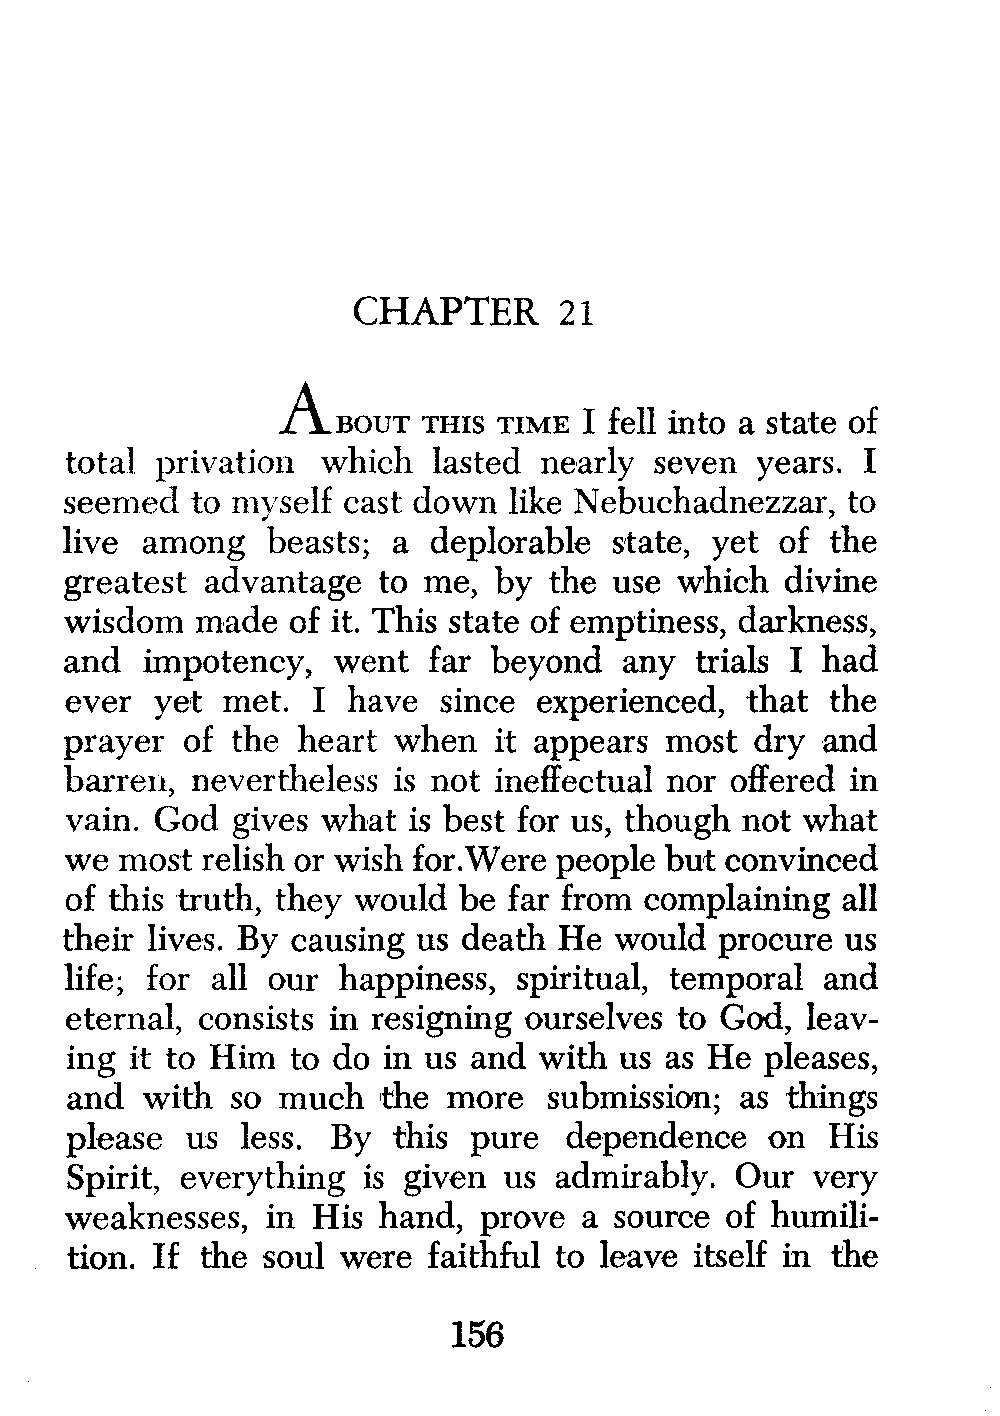 CHAPTER 21
ABOUT THIS TIME I fell into a state of
total privation which lasted nearly seven years. I
seemed to myself cast down like Nebuchadnezzar, to
live among beasts; a deplorable state, yet of the
greatest advantage to me, by the use which divine
wisdom made of it. This state of emptiness, darkness,
and impotency, went far beyond any trials I had
ever yet met. I have since experienced, that the
prayer of the heart when it appears most dry and
barren, nevertheless is not ineffectual nor offered in
vain. God gives what is best for us, though not what
we most relish or wish for.Were people but convinced
of this truth, they would be far from complaining all
their lives. By causing us death He would procure us
life; for all our happiness, spiritual, temporal and
eternal, consists in resigning ourselves to God, leav-
ing it to Him to do in us and with us as He pleases,
and with so much the more submission; as things
please us less. By this pure dependence on His
Spirit, everything is given us admirably. Our very
weaknesses, in His hand, prove a source of humili-
tion. If the soul were faithful to leave itself in the
156